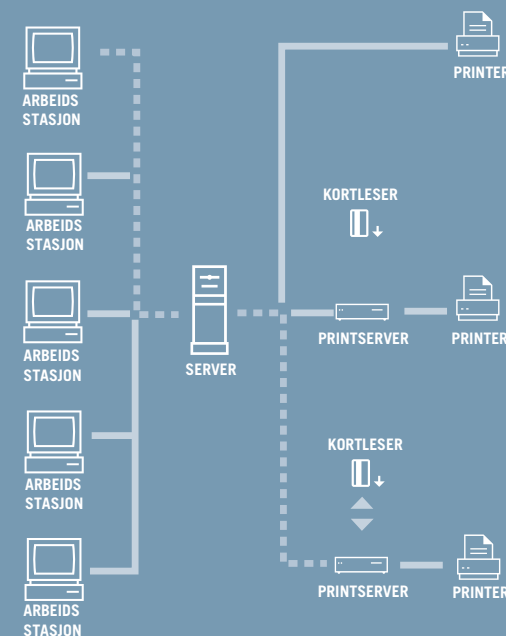 ARBEIDS
STASJON
ARBEIDS
STASJON
ARBEIDS
STASJON
ARBEIDS
STASJON
ARBEIDS
STASJON
SERVER
PRINTER
KORTLESER
PRINTSERVER
PRINTER
KORTLESER
PRINTSERVER
PRINTER